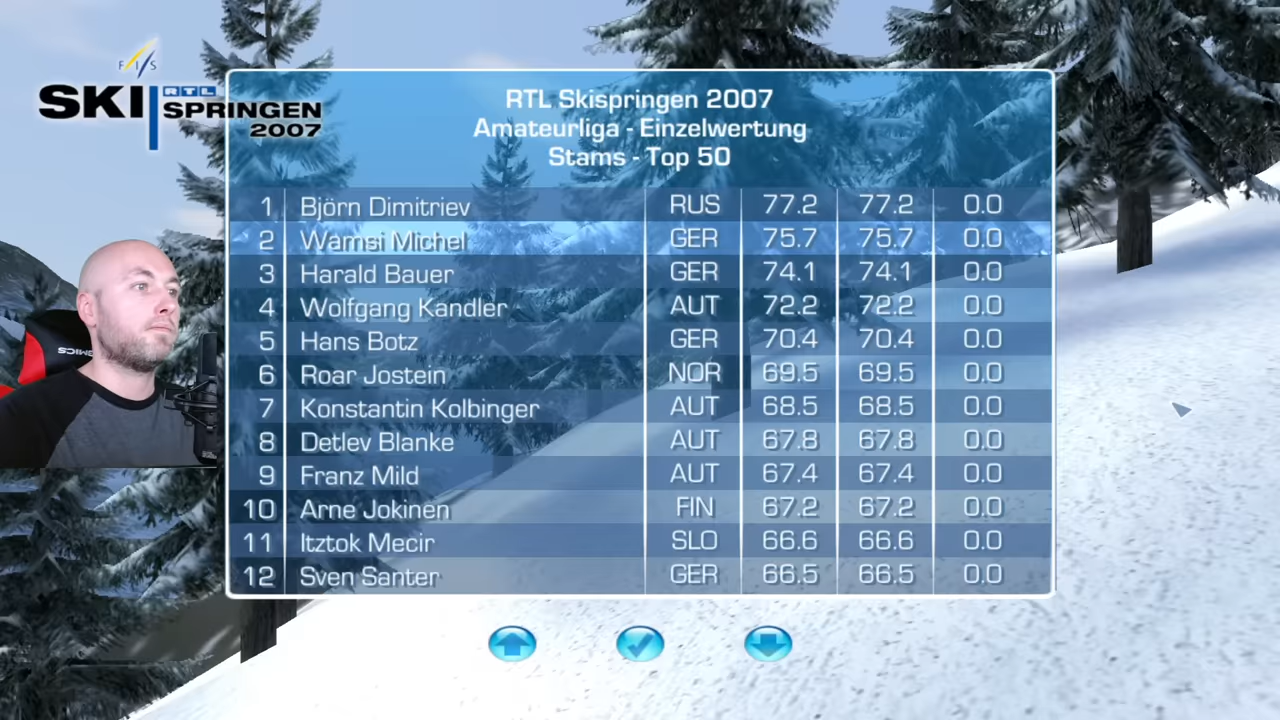 FIS
SKI RTL SPRINGEN 2007
RTL Skispringen 2007
Amateurliga - Einzelwertung
Stams - Top 50
1 Björn Dimitriev RUS 77.2 77.2 0.0
2 Wamsi Michel GER 75.7 75.7 0.0
3 Harald Bauer GER 74.1 74.1 0.0
4 Wolfgang Kandler AUT 72.2 72.2 0.0
5 Hans Botz GER 70.4 70.4 0.0
6 Roar Jostein NOR 69.5 69.5 0.0
7 Konstantin Kolbinger AUT 68.5 68.5 0.0
8 Detlev Blanke AUT 67.8 67.8 0.0
9 Franz Mild AUT 67.4 67.4 0.0
10 Arne Jokinen FIN 67.2 67.2 0.0
11 Itztok Mecir SLO 66.6 66.6 0.0
12 Sven Santer GER 66.5 66.5 0.0